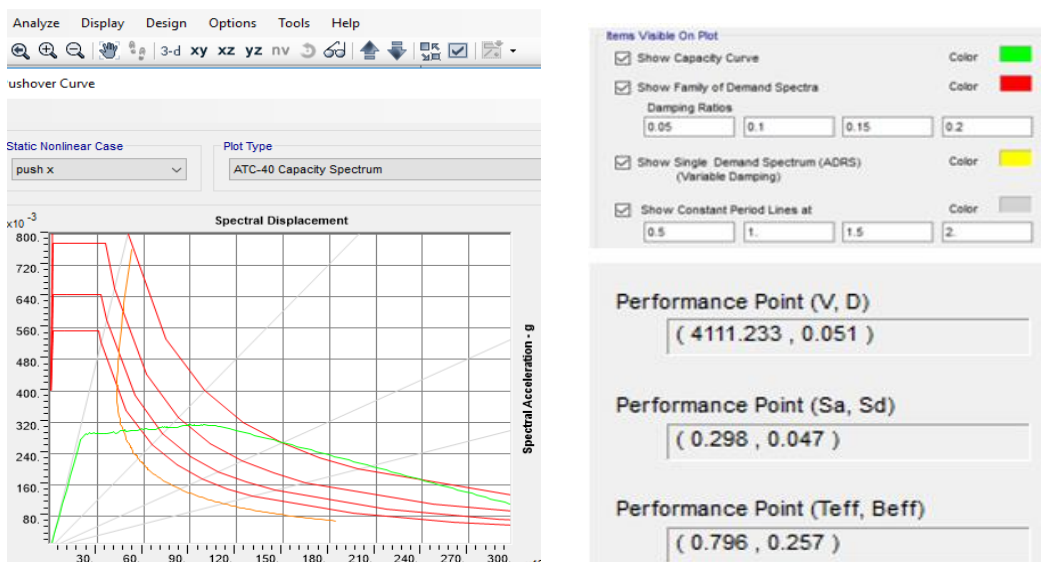 Analyze Display Design Options Tools Help
3-d xy xz yz nv
ushover Curve
Static Nonlinear Case
push x
Plot Type
ATC-40 Capacity Spectrum
x10 -3
Spectral Displacement
800.
720.
640.
560.
480.
400.
320.
240.
160.
80.
30. 60. 90. 120. 150. 180. 210. 240. 270. 300.
Spectral Acceleration - g
Items Visible On Plot
Show Capacity Curve Color
Show Family of Demand Spectra Color
Damping Ratios
0.05 0.1 0.15 0.2
Show Single Demand Spectrum (ADRS) Color
(Variable Damping)
Show Constant Period Lines at Color
0.5 1. 1.5 2.
Performance Point (V, D)
( 4111.233 , 0.051 )
Performance Point (Sa, Sd)
( 0.298 , 0.047 )
Performance Point (Teff, Beff)
( 0.796 , 0.257 )